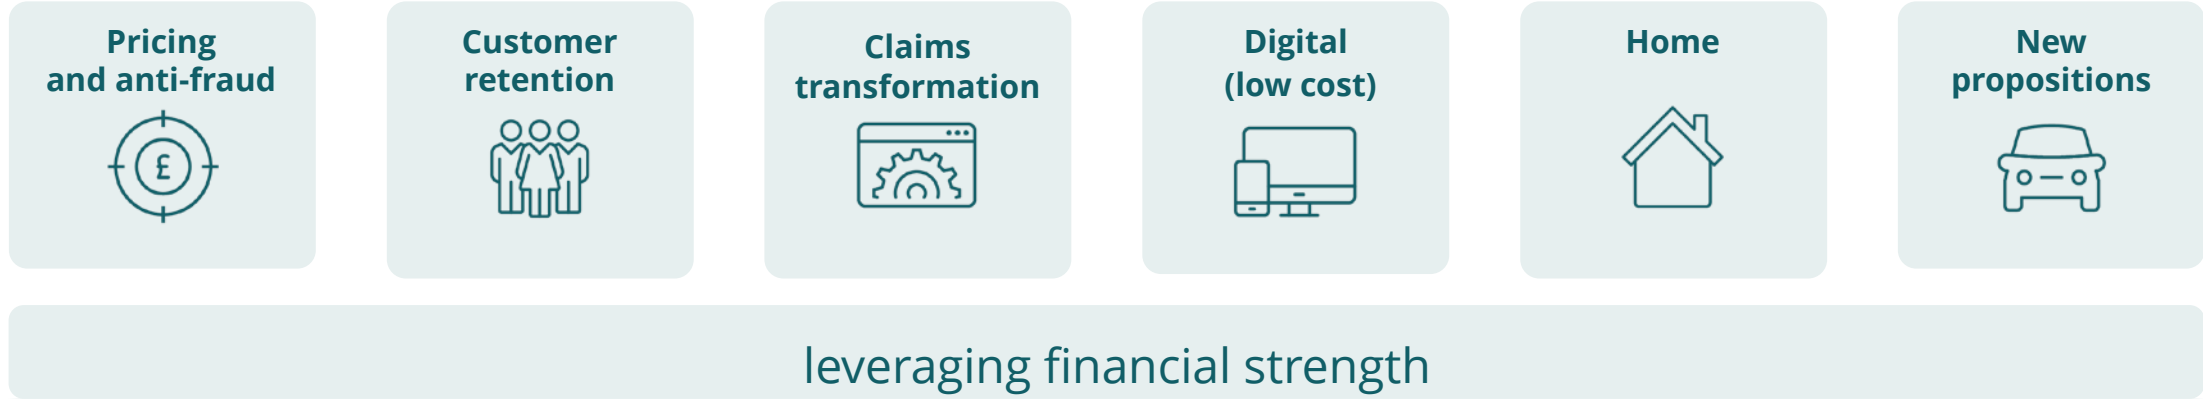 Pricing
and anti-fraud
£
Customer
retention
Claims
transformation
Digital
(low cost)
Home
New
propositions
leveraging financial strength